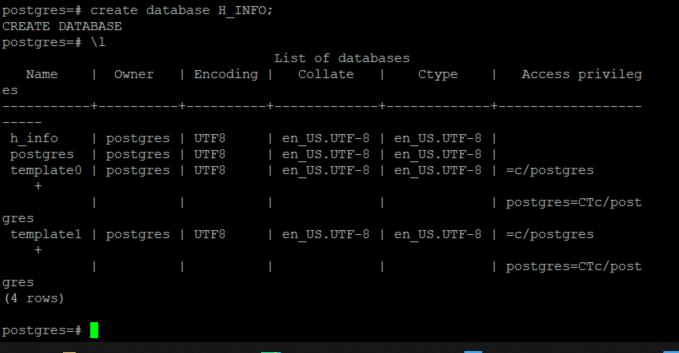 postgres=# create database H_INFO;
CREATE DATABASE
postgres=# \l
                                  List of databases
   Name    |  Owner   | Encoding |   Collate   |    Ctype    |   Access privileg
es
-----------+----------+----------+-------------+-------------+------------------
-----
 h_info    | postgres | UTF8     | en_US.UTF-8 | en_US.UTF-8 |
 postgres  | postgres | UTF8     | en_US.UTF-8 | en_US.UTF-8 |
 template0 | postgres | UTF8     | en_US.UTF-8 | en_US.UTF-8 | =c/postgres
    +
           |          |          |             |             | postgres=CTc/post
gres
 template1 | postgres | UTF8     | en_US.UTF-8 | en_US.UTF-8 | =c/postgres
    +
           |          |          |             |             | postgres=CTc/post
gres
(4 rows)

postgres=#